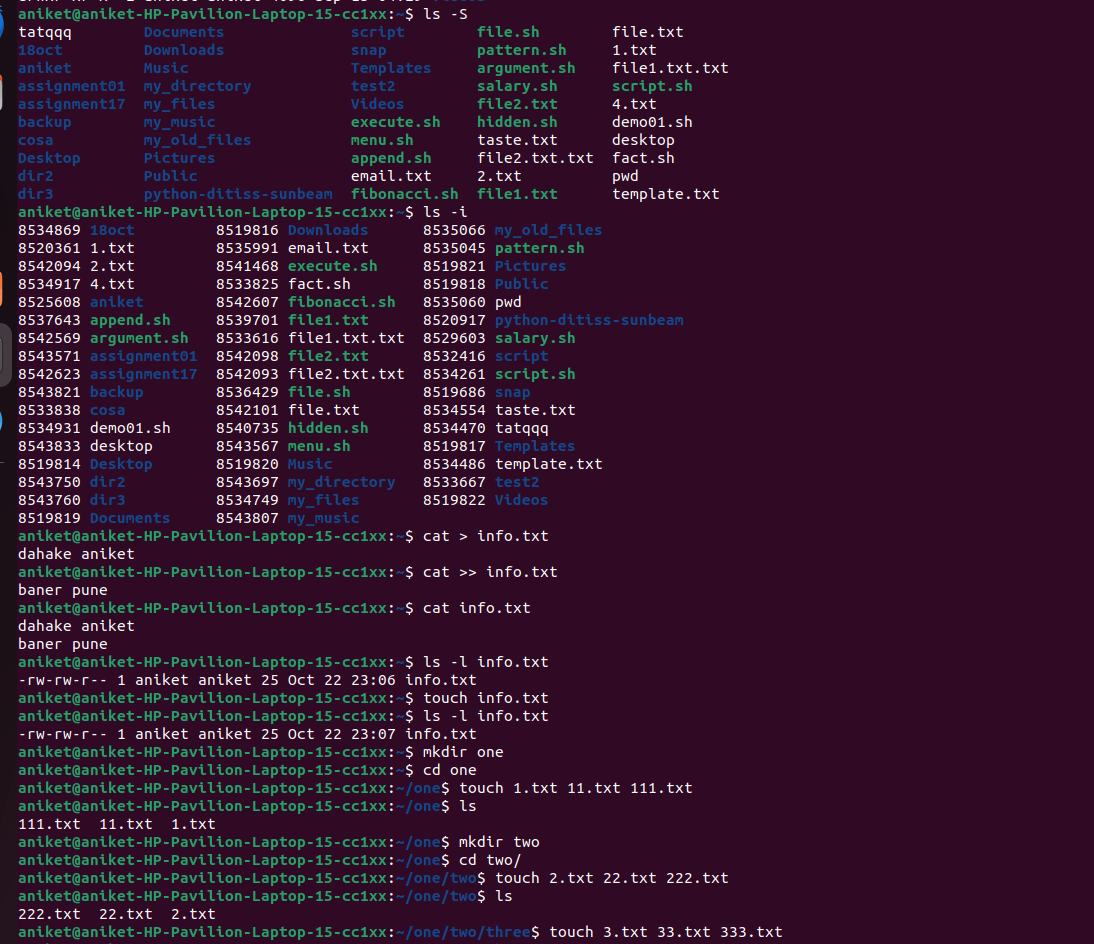 aniket@aniket-HP-Pavilion-Laptop-15-cc1xx:~$ ls -S
tatqqq        Documents              script        file.sh        file.txt
18oct         Downloads              snap          pattern.sh     1.txt
aniket        Music                  Templates     argument.sh    file1.txt.txt
assignment01  my_directory           test2         salary.sh      script.sh
assignment17  my_files               Videos        file2.txt      4.txt
backup        my_music               execute.sh    hidden.sh      demo01.sh
cosa          my_old_files           menu.sh       taste.txt      desktop
Desktop       Pictures               append.sh     file2.txt.txt  fact.sh
dir2          Public                 email.txt     2.txt          pwd
dir3          python-ditiss-sunbeam  fibonacci.sh  file1.txt      template.txt
aniket@aniket-HP-Pavilion-Laptop-15-cc1xx:~$ ls -i
8534869 18oct         8519816 Downloads      8535066 my_old_files
8520361 1.txt         8535991 email.txt      8535045 pattern.sh
8542094 2.txt         8541468 execute.sh     8519821 Pictures
8534917 4.txt         8533825 fact.sh        8519818 Public
8525608 aniket        8542607 fibonacci.sh   8535060 pwd
8537643 append.sh     8539701 file1.txt      8520917 python-ditiss-sunbeam
8542569 argument.sh   8533616 file1.txt.txt  8529603 salary.sh
8543571 assignment01  8542098 file2.txt      8532416 script
8542623 assignment17  8542093 file2.txt.txt  8534261 script.sh
8543821 backup        8536429 file.sh        8519686 snap
8533838 cosa          8542101 file.txt       8534554 taste.txt
8534931 demo01.sh     8540735 hidden.sh      8534470 tatqqq
8543833 desktop       8543567 menu.sh        8519817 Templates
8519814 Desktop       8519820 Music          8534486 template.txt
8543750 dir2          8543697 my_directory   8533667 test2
8543760 dir3          8534749 my_files       8519822 Videos
8519819 Documents     8543807 my_music
aniket@aniket-HP-Pavilion-Laptop-15-cc1xx:~$ cat > info.txt
dahake aniket
aniket@aniket-HP-Pavilion-Laptop-15-cc1xx:~$ cat >> info.txt
baner pune
aniket@aniket-HP-Pavilion-Laptop-15-cc1xx:~$ cat info.txt
dahake aniket
baner pune
aniket@aniket-HP-Pavilion-Laptop-15-cc1xx:~$ ls -l info.txt
-rw-rw-r-- 1 aniket aniket 25 Oct 22 23:06 info.txt
aniket@aniket-HP-Pavilion-Laptop-15-cc1xx:~$ touch info.txt
aniket@aniket-HP-Pavilion-Laptop-15-cc1xx:~$ ls -l info.txt
-rw-rw-r-- 1 aniket aniket 25 Oct 22 23:07 info.txt
aniket@aniket-HP-Pavilion-Laptop-15-cc1xx:~$ mkdir one
aniket@aniket-HP-Pavilion-Laptop-15-cc1xx:~$ cd one
aniket@aniket-HP-Pavilion-Laptop-15-cc1xx:~/one$ touch 1.txt 11.txt 111.txt
aniket@aniket-HP-Pavilion-Laptop-15-cc1xx:~/one$ ls
111.txt  11.txt  1.txt
aniket@aniket-HP-Pavilion-Laptop-15-cc1xx:~/one$ mkdir two
aniket@aniket-HP-Pavilion-Laptop-15-cc1xx:~/one$ cd two/
aniket@aniket-HP-Pavilion-Laptop-15-cc1xx:~/one/two$ touch 2.txt 22.txt 222.txt
aniket@aniket-HP-Pavilion-Laptop-15-cc1xx:~/one/two$ ls
222.txt  22.txt  2.txt
aniket@aniket-HP-Pavilion-Laptop-15-cc1xx:~/one/two/three$ touch 3.txt 33.txt 333.txt